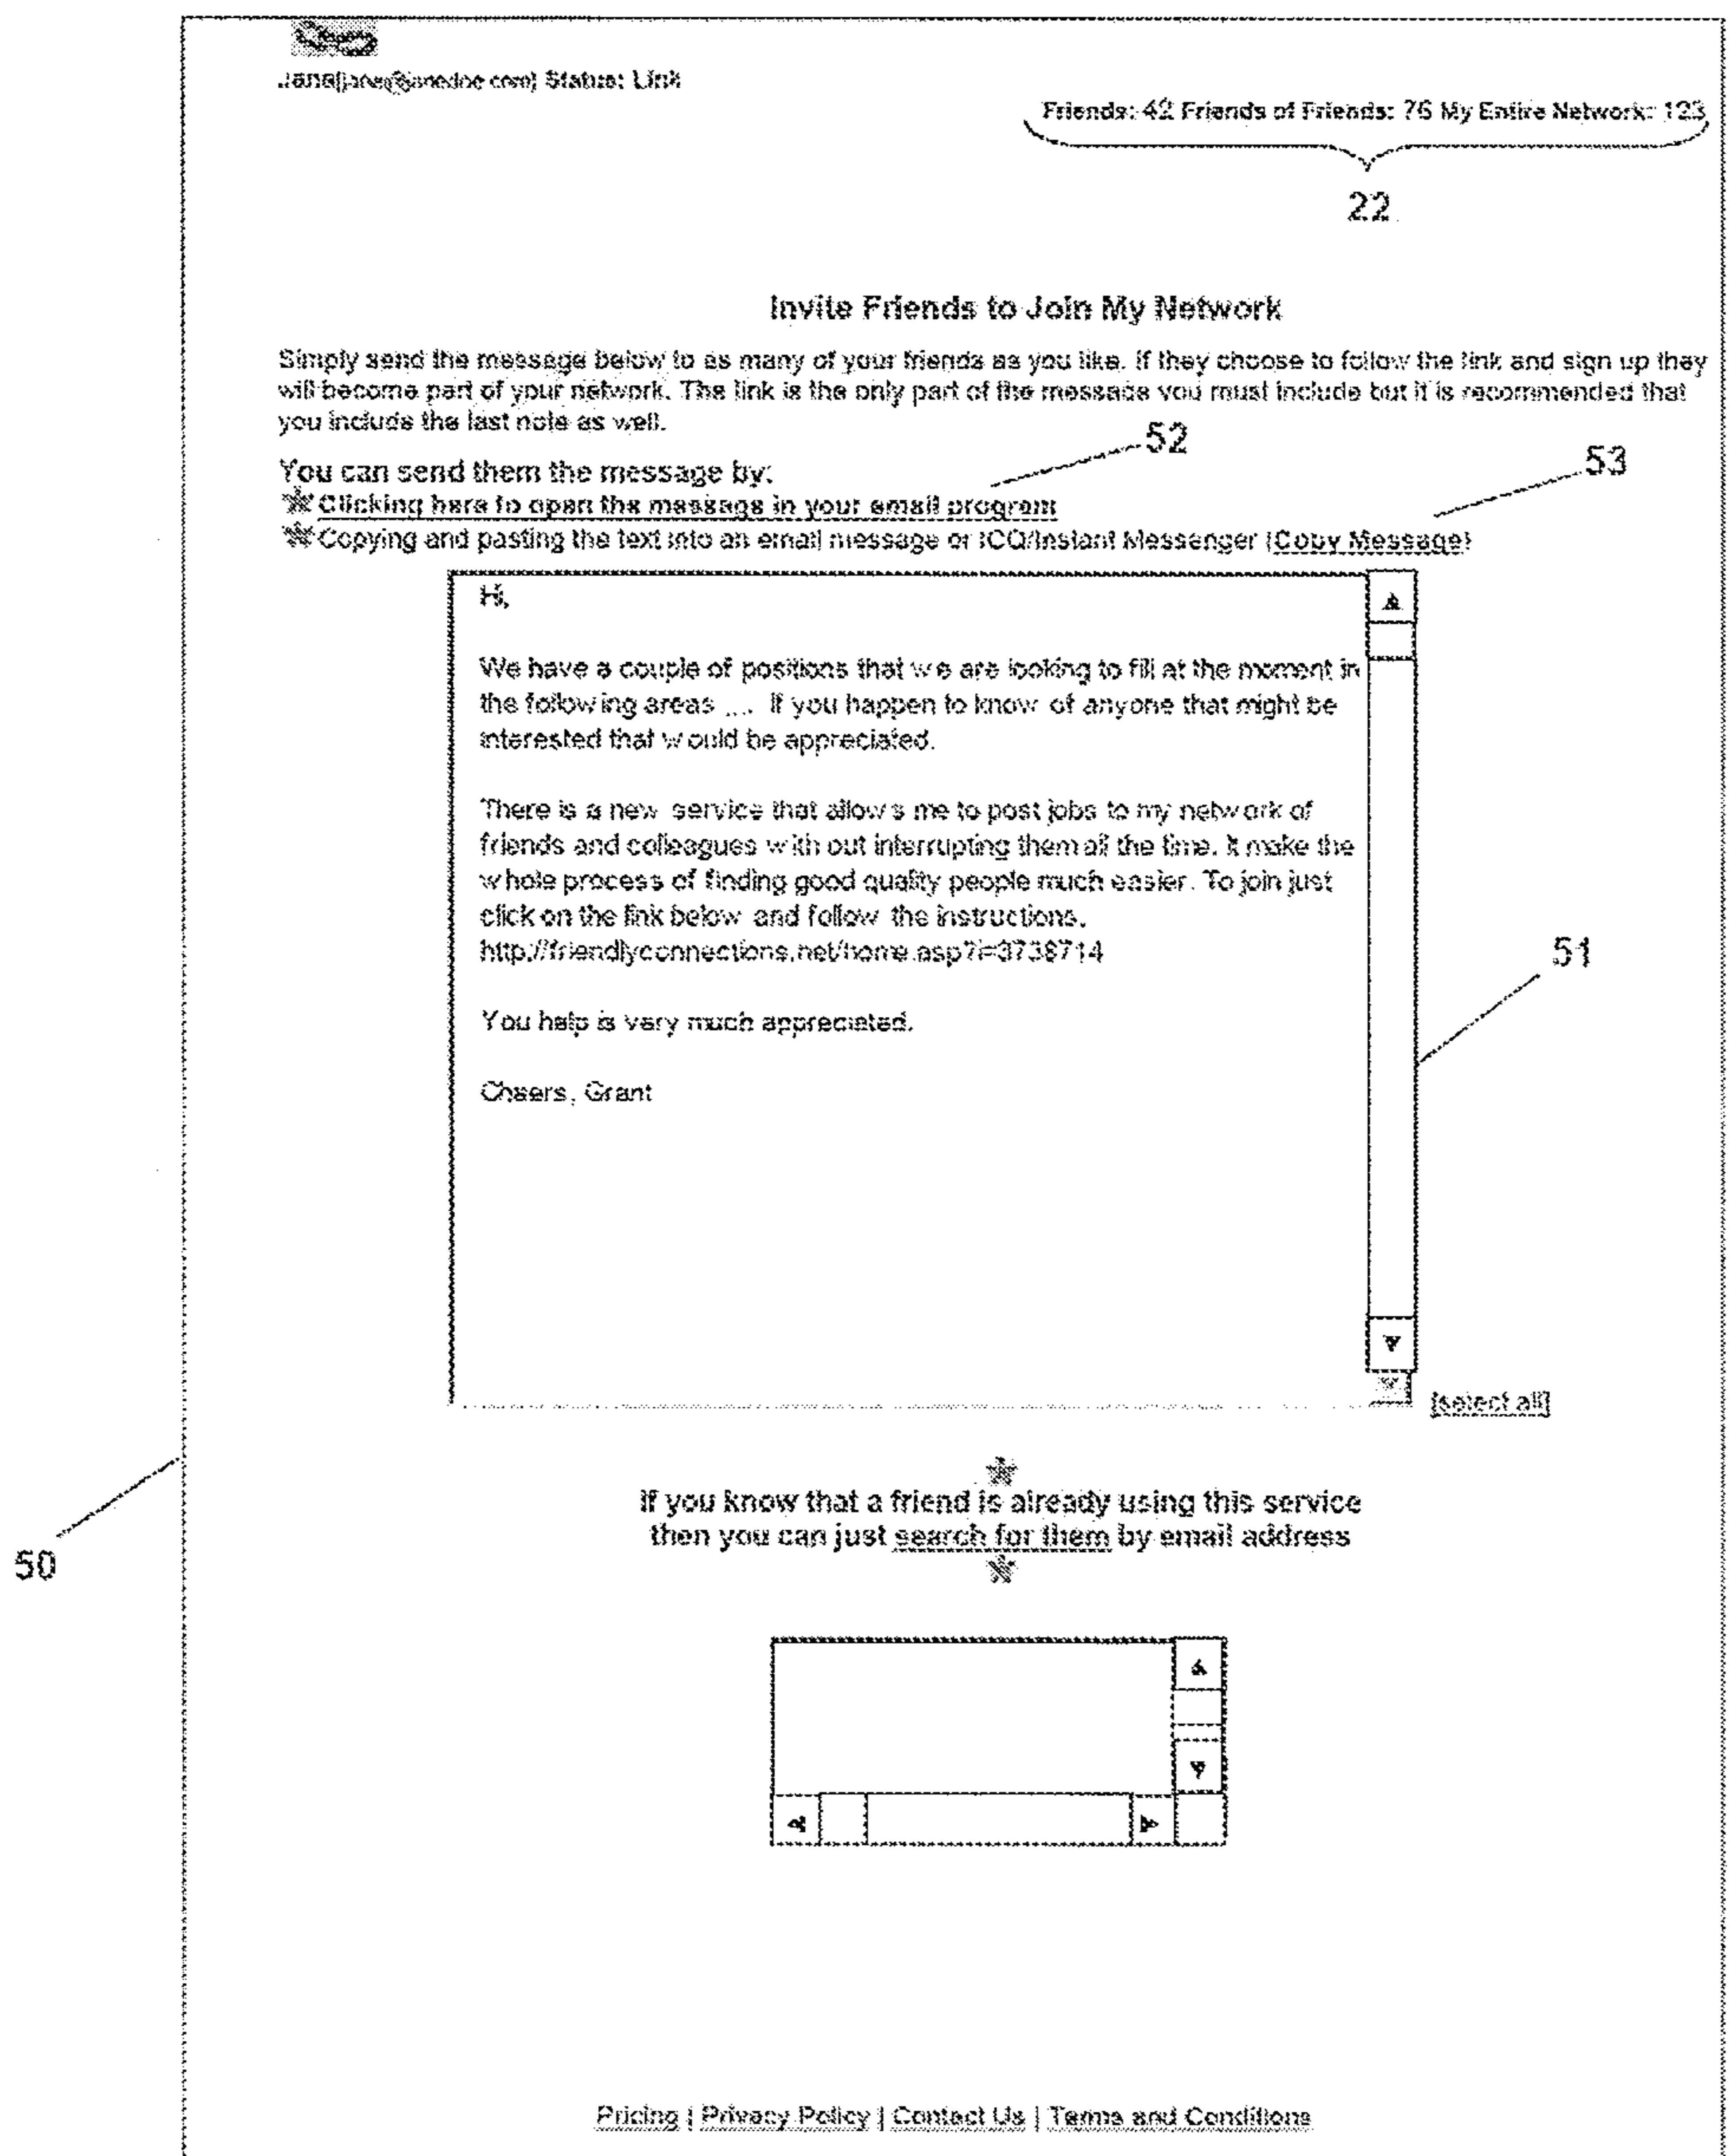 Jane(jane@janedoe.com) Status: Link
Friends: 42 Friends of Friends: 76 My Entire Network: 123
22
Invite Friends to Join My Network
Simply send the message below to as many of your friends as you like. If they choose to follow the link and sign up they
will become part of your network. The link is the only part of the message you must include but it is recommended that
you include the last note as well.
52
53
You can send them the message by:
Clicking here to open the message in your email program
Copying and pasting the text into an email message or ICQ/Instant Messenger (Copy Message)
Hi,
We have a couple of positions that we are looking to fill at the moment in
the following areas .... If you happen to know of anyone that might be
interested that would be appreciated.
There is a new service that allows me to post jobs to my network of
friends and colleagues with out interrupting them all the time. It make the
whole process of finding good quality people much easier. To join just
click on the link below and follow the instructions.
http://friendlyconnections.net/home.asp?i=3738714
51
You help is very much appreciated.
Cheers, Grant
[select all]
If you know that a friend is already using this service
then you can just search for them by email address
50
Pricing | Privacy Policy | Contact Us | Terms and Conditions